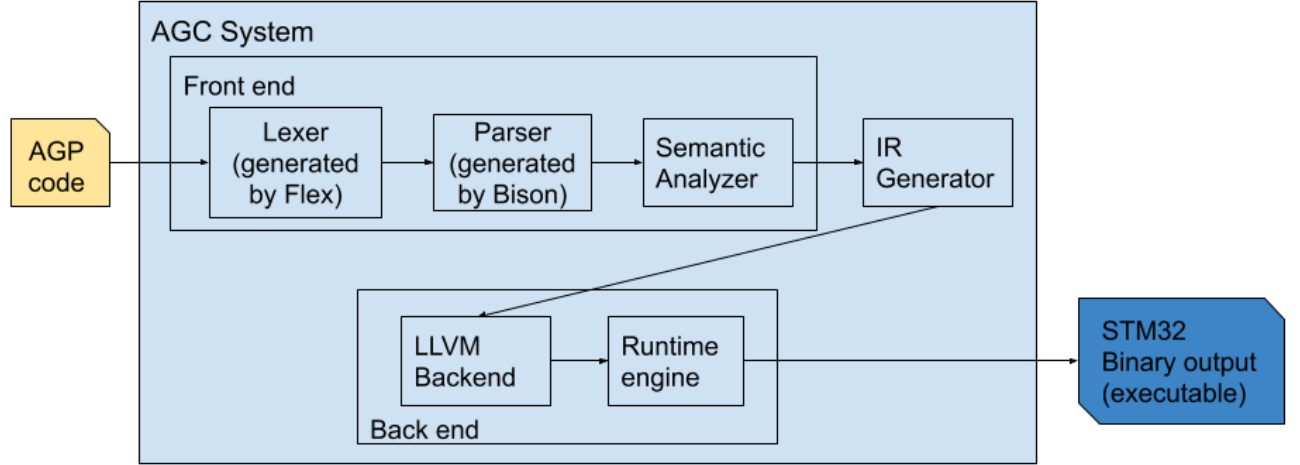 AGC System
Front end
AGP
code
Lexer
(generated
by Flex)
Parser
(generated
by Bison)
Semantic
Analyzer
IR
Generator
LLVM
Backend
Runtime
engine
Back end
STM32
Binary output
(executable)